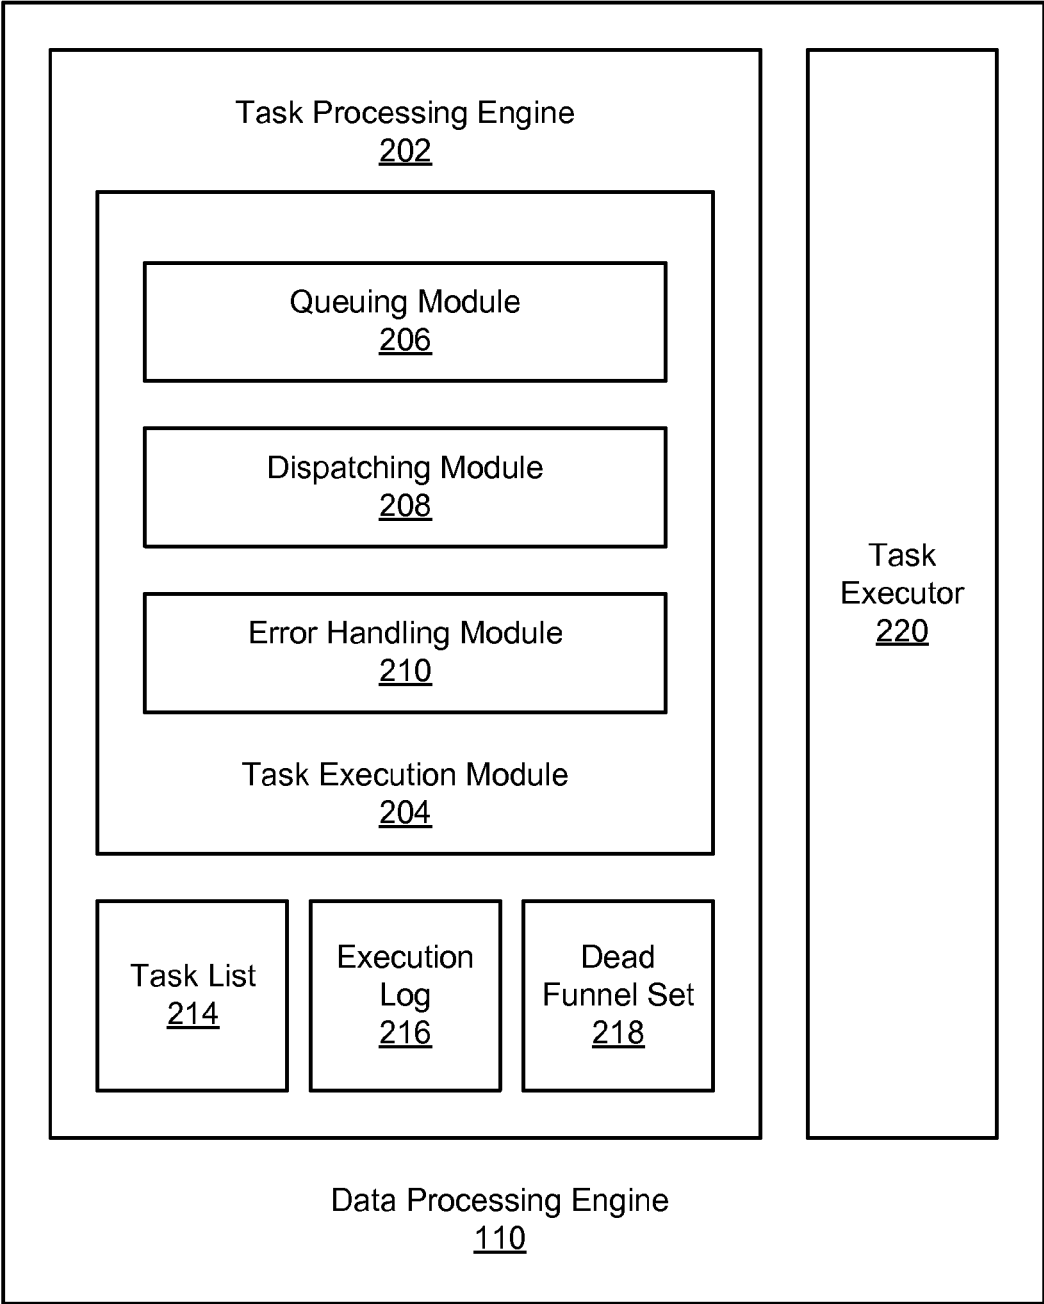 Task Processing Engine
202
Queuing Module
206
Dispatching Module
208
Error Handling Module
210
Task Execution Module
204
Task List
214
Execution
Log
216
Dead
Funnel Set
218
Task
Executor
220
Data Processing Engine
110